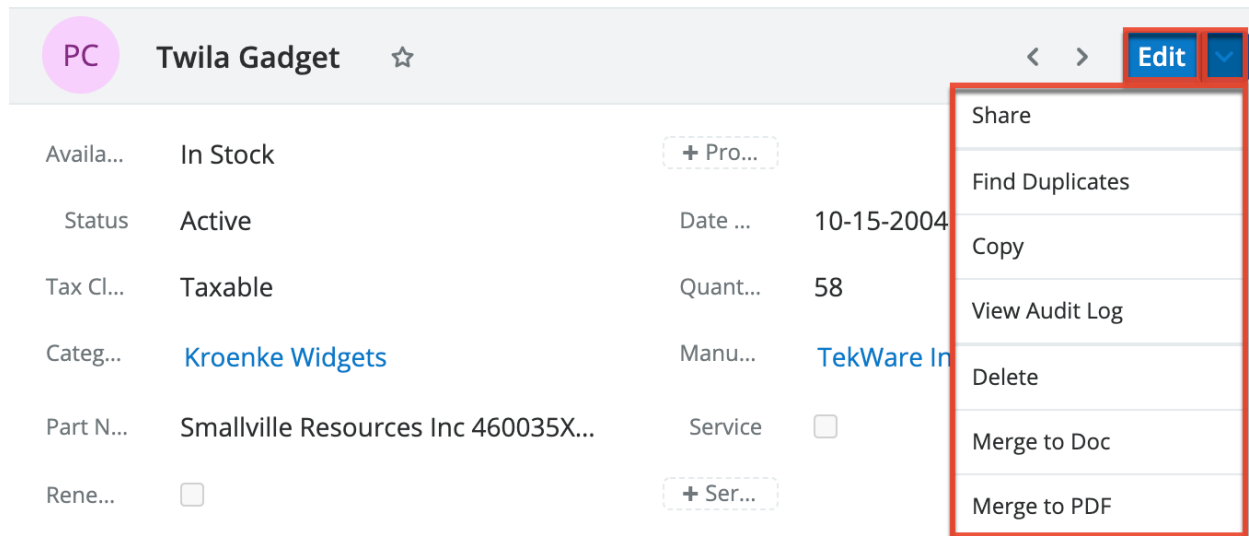 PC Twila Gadget Edit
Share
Availa... In Stock + Pro...
Find Duplicates
Status Active Date ... 10-15-2004
Copy
Tax Cl... Taxable Quant... 58
View Audit Log
Categ... Kroenke Widgets Manu... TekWare In
Delete
Part N... Smallville Resources Inc 460035X... Service
Merge to Doc
Rene... + Ser...
Merge to PDF